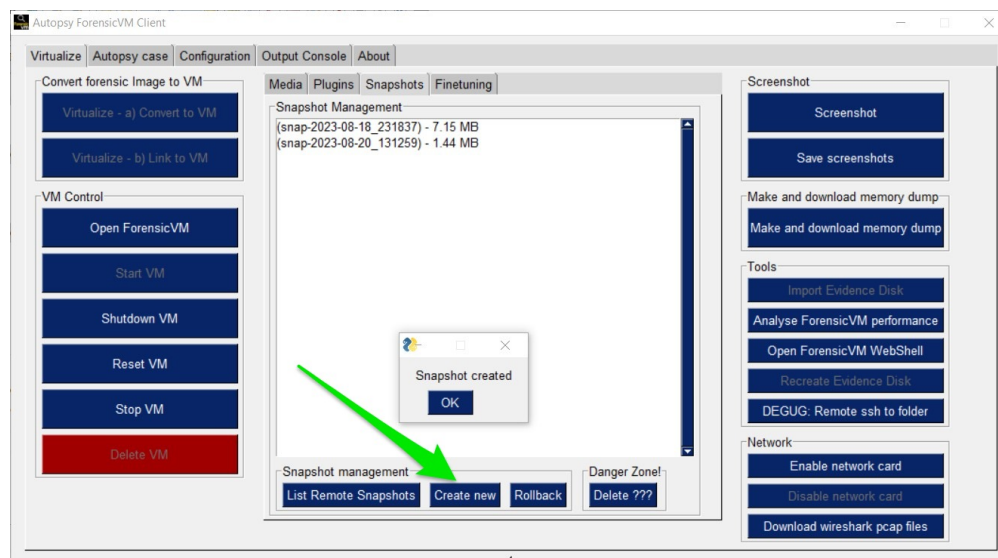 Autopsy ForensicVM Client
Virtualize
Autopsy case
Configuration
Output Console
About
Convert forensic Image to VM
Virtualize - a) Convert to VM
Virtualize - b) Link to VM
VM Control
Open ForensicVM
Start VM
Shutdown VM
Reset VM
Stop VM
Delete VM
Media
Plugins
Snapshots
Finetuning
Snapshot Management
(snap-2023-08-18_231837) - 7.15 MB
(snap-2023-08-20_131259) - 1.44 MB
Snapshot created
OK
Snapshot management
List Remote Snapshots
Create new
Rollback
Danger Zone!
Delete ???
Screenshot
Screenshot
Save screenshots
Make and download memory dump
Make and download memory dump
Tools
Import Evidence Disk
Analyse ForensicVM performance
Open ForensicVM WebShell
Recreate Evidence Disk
DEGUG: Remote ssh to folder
Network
Enable network card
Disable network card
Download wireshark pcap files